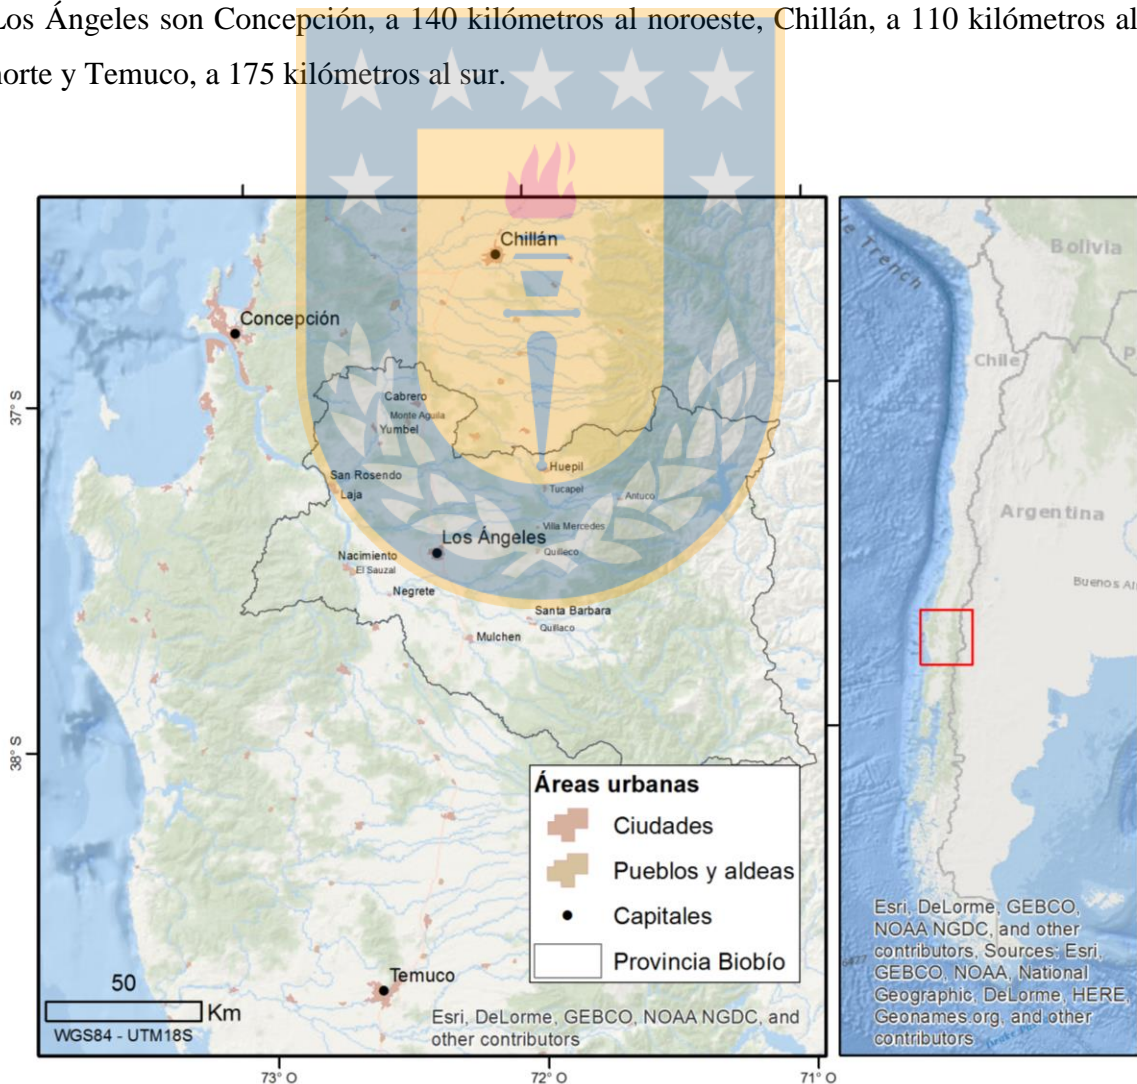 Los Ángeles son Concepción, a 140 kilómetros al noroeste, Chillán, a 110 kilómetros al
norte y Temuco, a 175 kilómetros al sur.
Chillán
Concepción
Cabrero
Monte Aguila
Yumbel
Huepil
San Rosendo
Tucapel
Laja
Antuco
Villa Mercedes
Los Ángeles
Quilleco
Nacimiento
El Sauzal
Negrete
Santa Barbara
Quilaco
Mulchen
Temuco
37° S
38° S
73° O
72° O
71° O
Áreas urbanas
Ciudades
Pueblos y aldeas
Capitales
Provincia Biobío
50
Km
WGS84 - UTM18S
Esri, DeLorme, GEBCO, NOAA NGDC, and
other contributors
Trench
Bolivia
Chile
P
Argentina
Buenos Ai
Esri, DeLorme, GEBCO,
NOAA NGDC, and other
contributors, Sources: Esri,
GEBCO, NOAA, National
Geographic, DeLorme, HERE,
Geonames.org, and other
contributors